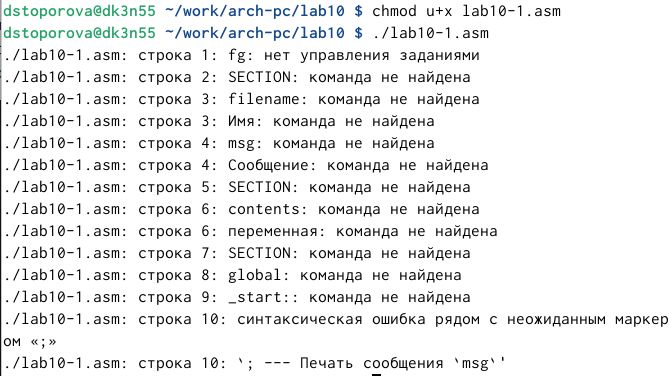 dstoporova@dk3n55 ~/work/arch-pc/lab10 $ chmod u+x lab10-1.asm
dstoporova@dk3n55 ~/work/arch-pc/lab10 $ ./lab10-1.asm
./lab10-1.asm: строка 1: fg: нет управления заданиями
./lab10-1.asm: строка 2: SECTION: команда не найдена
./lab10-1.asm: строка 3: filename: команда не найдена
./lab10-1.asm: строка 3: Имя: команда не найдена
./lab10-1.asm: строка 4: msg: команда не найдена
./lab10-1.asm: строка 4: Сообщение: команда не найдена
./lab10-1.asm: строка 5: SECTION: команда не найдена
./lab10-1.asm: строка 6: contents: команда не найдена
./lab10-1.asm: строка 6: переменная: команда не найдена
./lab10-1.asm: строка 7: SECTION: команда не найдена
./lab10-1.asm: строка 8: global: команда не найдена
./lab10-1.asm: строка 9: _start:: команда не найдена
./lab10-1.asm: строка 10: синтаксическая ошибка рядом с неожиданным маркер
ом «;»
./lab10-1.asm: строка 10: `; --- Печать сообщения `msg`'